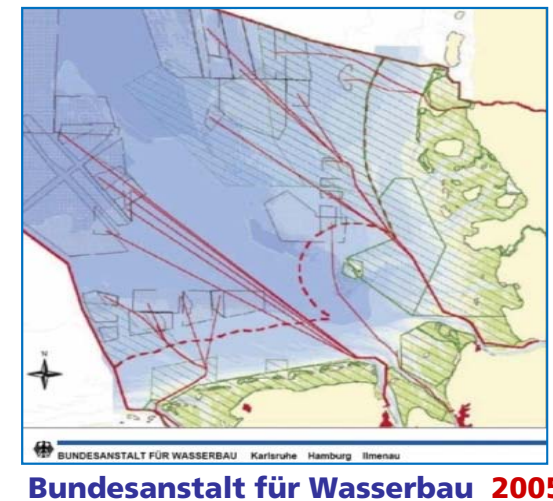 N
BUNDESANSTALT FÜR WASSERBAU Karlsruhe Hamburg Ilmenau
Bundesanstalt für Wasserbau 2005